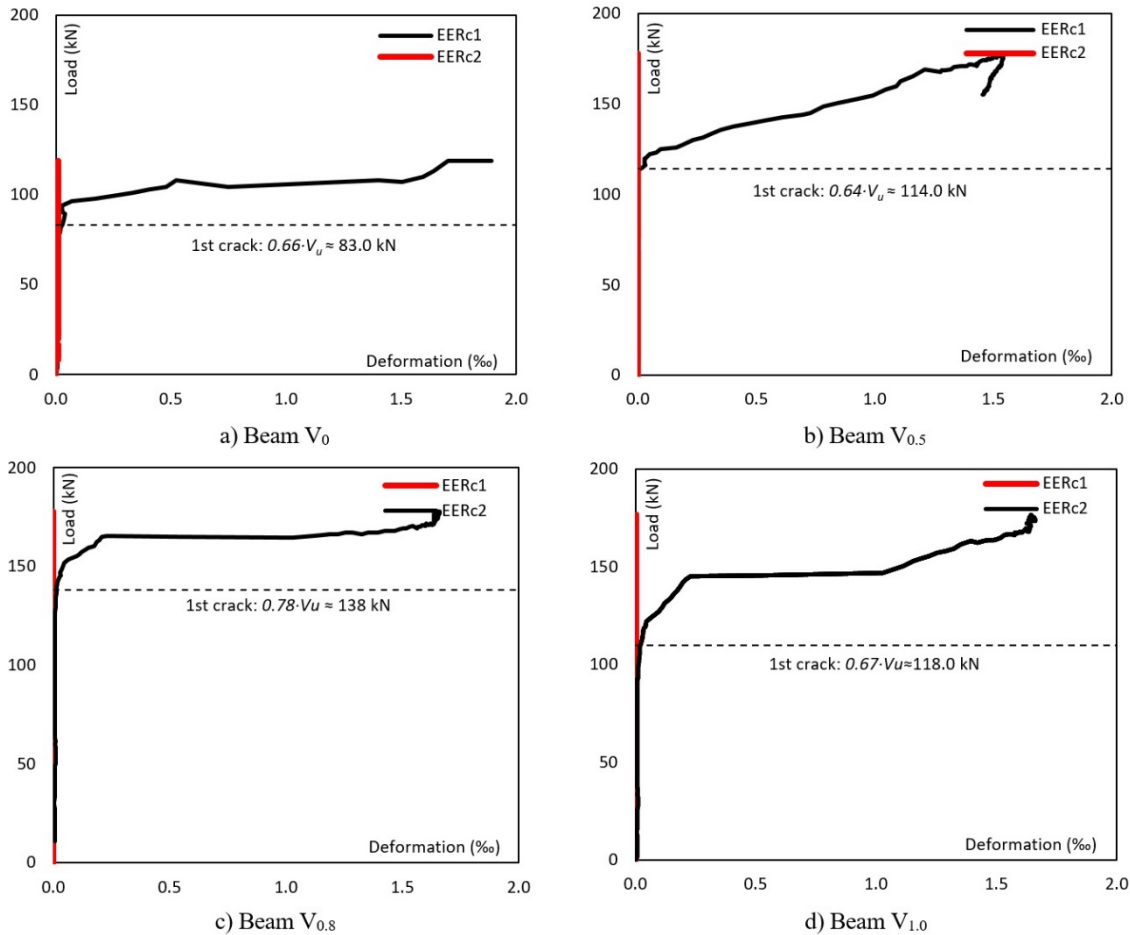 200
150
100
50
0
Load (kN)
EERc1
EERc2
1st crack: 0.66·Vu ≈ 83.0 kN
Deformation (‰)
0.0 0.5 1.0 1.5 2.0
a) Beam V0
200
150
100
50
0
Load (kN)
EERc1
EERc2
1st crack: 0.64·Vu ≈ 114.0 kN
Deformation (‰)
0.0 0.5 1.0 1.5 2.0
b) Beam V0.5
200
150
100
50
0
Load (kN)
EERc1
EERc2
1st crack: 0.78·Vu ≈ 138 kN
Deformation (‰)
0.0 0.5 1.0 1.5 2.0
c) Beam V0.8
200
150
100
50
0
Load (kN)
EERc1
EERc2
1st crack: 0.67·Vu≈118.0 kN
Deformation (‰)
0.0 0.5 1.0 1.5 2.0
d) Beam V1.0